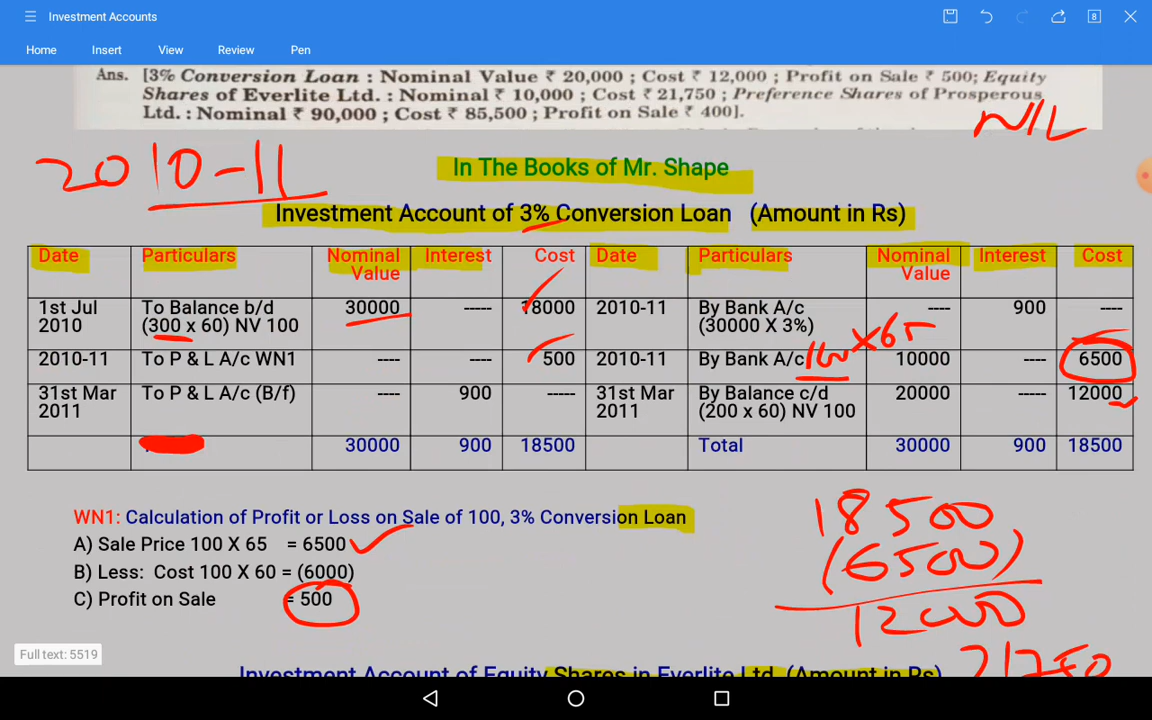 Investment Accounts
8
Home Insert View Review Pen
Ans. [3% Conversion Loan : Nominal Value ₹ 20,000 ; Cost ₹ 12,000 ; Profit on Sale ₹ 500; Equity
Shares of Everlite Ltd. : Nominal ₹ 10,000 ; Cost ₹ 21,750 ; Preference Shares of Prosperous
Ltd. : Nominal ₹ 90,000 ; Cost ₹ 85,500 ; Profit on Sale ₹ 400].
NIL
2010-11
In The Books of Mr. Shape
Investment Account of 3% Conversion Loan (Amount in Rs)
Date Particulars Nominal Interest Cost Date Particulars Nominal Interest Cost
Value Value
1st Jul To Balance b/d 30000 ----- 18000 2010-11 By Bank A/c ---- 900 ----
2010 (300 x 60) NV 100 (30000 X 3%)
100 x 65
2010-11 To P & L A/c WN1 ---- ---- 500 2010-11 By Bank A/c 10000 ---- 6500
31st Mar To P & L A/c (B/f) ---- 900 ----- 31st Mar By Balance c/d 20000 ----- 12000
2011 2011 (200 x 60) NV 100
30000 900 18500 Total 30000 900 18500
WN1: Calculation of Profit or Loss on Sale of 100, 3% Conversion Loan
A) Sale Price 100 X 65 = 6500
B) Less: Cost 100 X 60 = (6000)
C) Profit on Sale = 500
18500
(6500)
12000
21750
Full text: 5519
Investment Account of Equity Shares in Everlite Ltd (Amount in Rs)